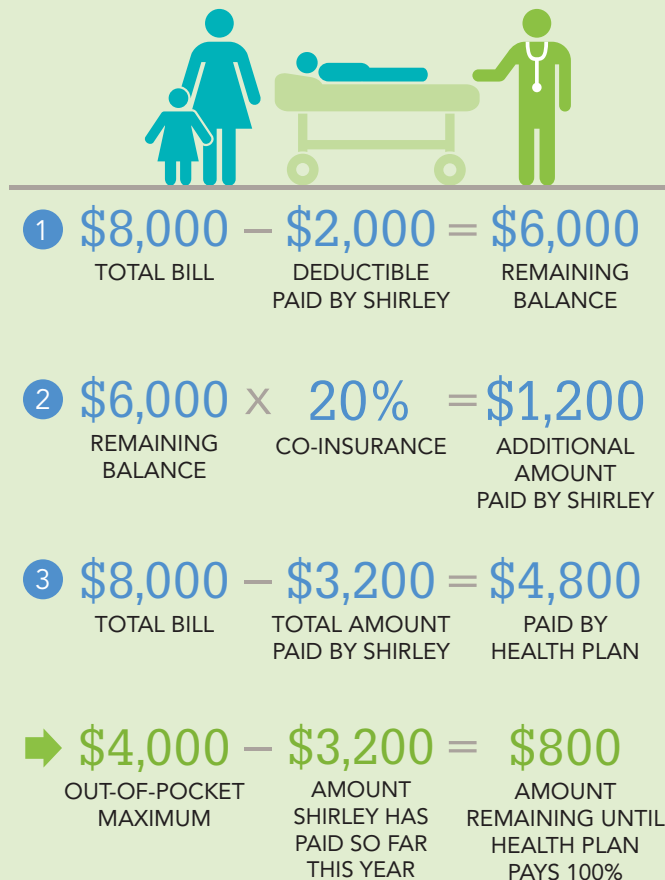 1 $8,000 – $2,000 = $6,000
TOTAL BILL DEDUCTIBLE REMAINING
PAID BY SHIRLEY BALANCE
2 $6,000 X 20% = $1,200
REMAINING CO-INSURANCE ADDITIONAL
BALANCE AMOUNT
PAID BY SHIRLEY
3 $8,000 – $3,200 = $4,800
TOTAL BILL TOTAL AMOUNT PAID BY
PAID BY SHIRLEY HEALTH PLAN
$4,000 – $3,200 = $800
OUT-OF-POCKET AMOUNT AMOUNT
MAXIMUM SHIRLEY HAS REMAINING UNTIL
PAID SO FAR HEALTH PLAN
THIS YEAR PAYS 100%